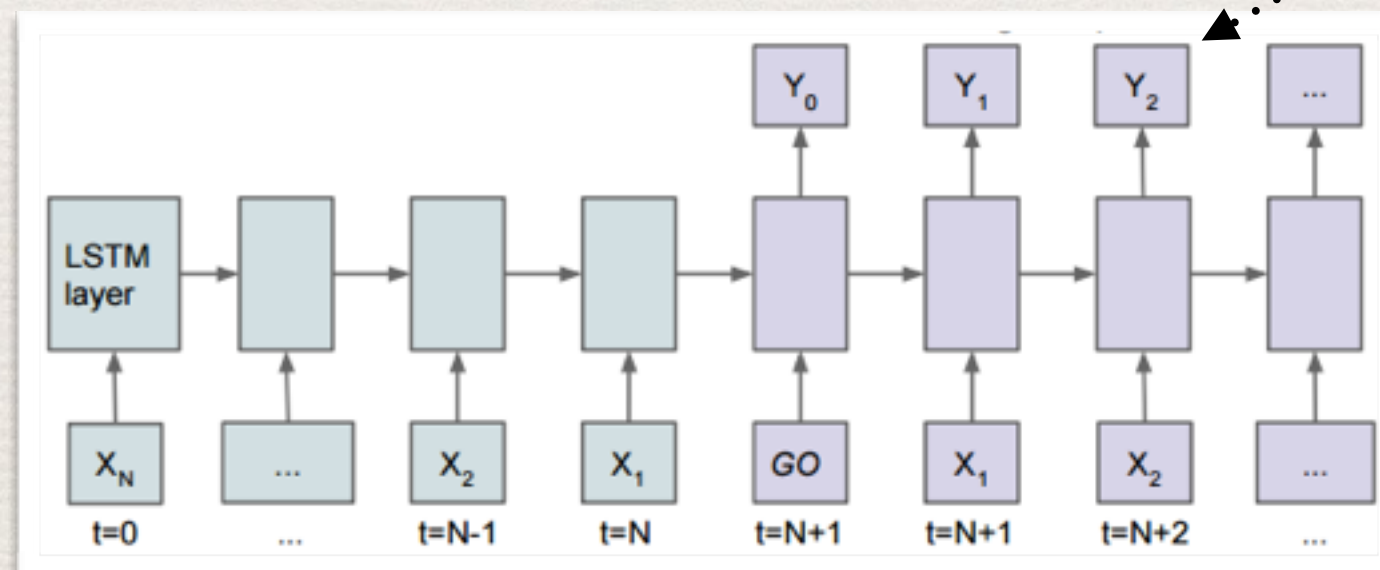 Y0 Y1 Y2 ...
LSTM
layer
XN ... X2 X1 GO X1 X2 ...
t=0 ... t=N-1 t=N t=N+1 t=N+1 t=N+2 ...